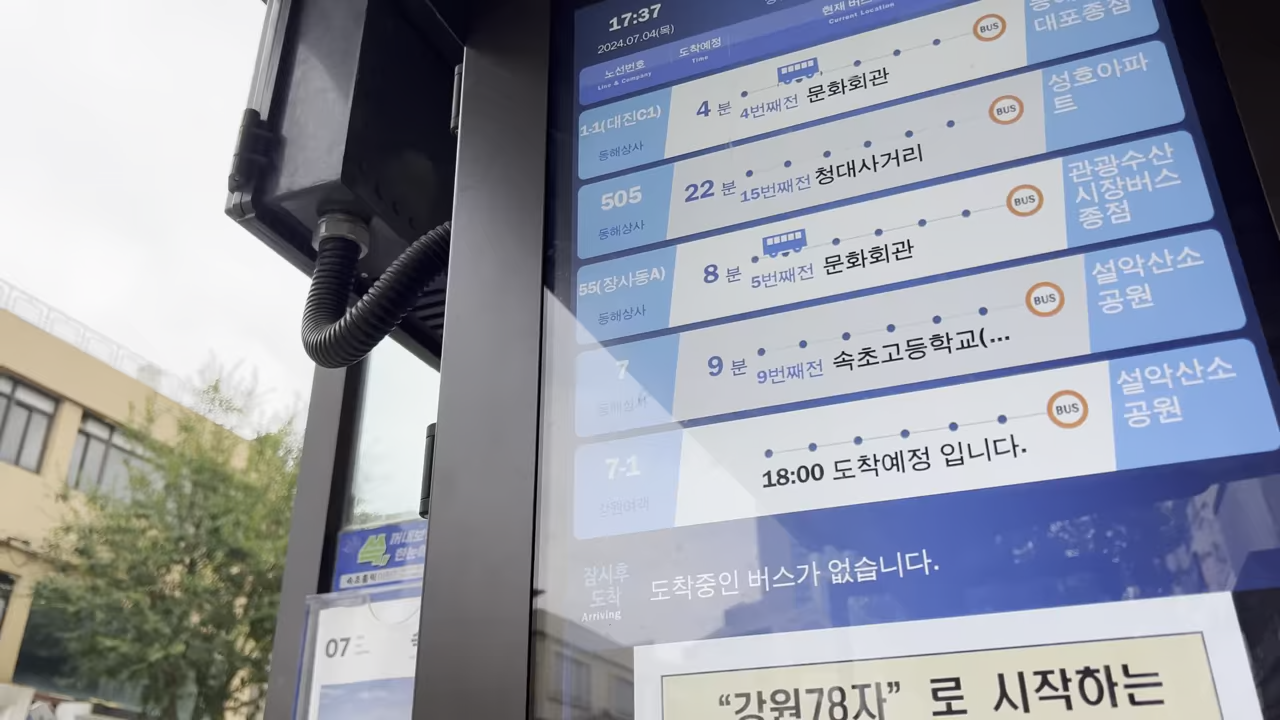 17:37
2024.07.04(목)
현재 버스
Current Location
노선번호
Line & Company
도착예정
Time
1-1(대진C1)
동해상사
4 분
4번째전 문화회관
BUS
대포종점
505
동해상사
22 분
15번째전 청대사거리
BUS
성호아파
트
55(장사동A)
동해상사
8 분
5번째전 문화회관
BUS
관광수산
시장버스
종점
7
동해상사
9 분
9번째전 속초고등학교(...
BUS
설악산소
공원
7-1
강원여객
18:00 도착예정 입니다.
BUS
설악산소
공원
잠시후
도착
Arriving
도착중인 버스가 없습니다.
“강원78자” 로 시작하는
07